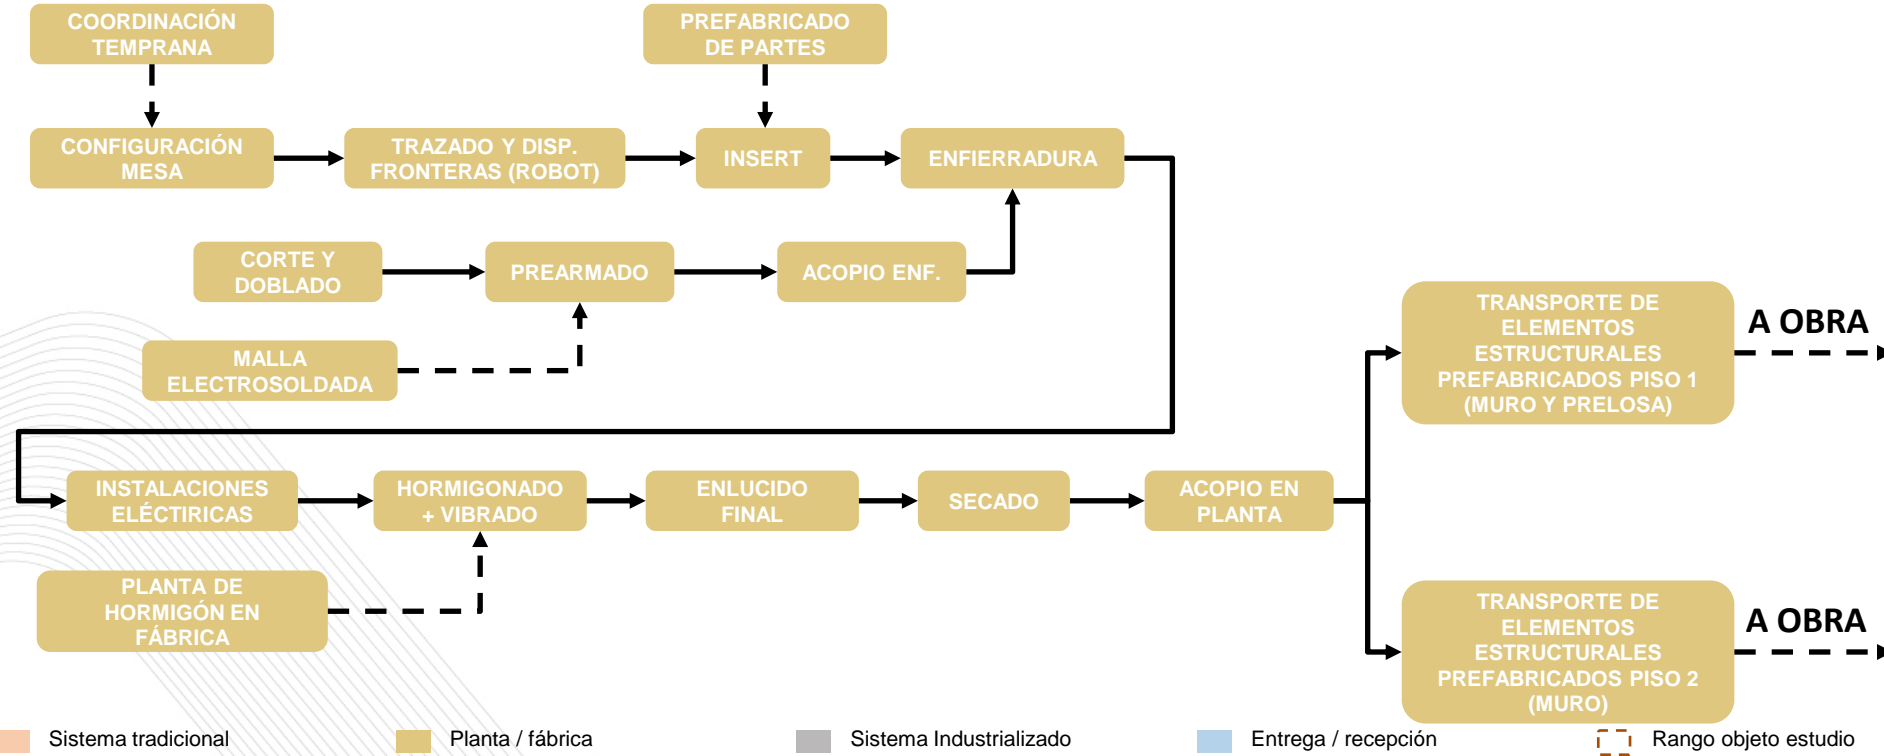 COORDINACIÓN
TEMPRANA
PREFABRICADO
DE PARTES
CONFIGURACIÓN
MESA
TRAZADO Y DISP.
FRONTERAS (ROBOT)
INSERT
ENFIERRADURA
CORTE Y
DOBLADO
PREARMADO
ACOPIO ENF.
MALLA
ELECTROSOLDADA
TRANSPORTE DE
ELEMENTOS
ESTRUCTURALES
PREFABRICADOS PISO 1
(MURO Y PRELOSA)
A OBRA
INSTALACIONES
ELÉCTIRICAS
HORMIGONADO
+ VIBRADO
ENLUCIDO
FINAL
SECADO
ACOPIO EN
PLANTA
PLANTA DE
HORMIGÓN EN
FÁBRICA
TRANSPORTE DE
ELEMENTOS
ESTRUCTURALES
PREFABRICADOS PISO 2
(MURO)
A OBRA
Sistema tradicional
Planta / fábrica
Sistema Industrializado
Entrega / recepción
Rango objeto estudio